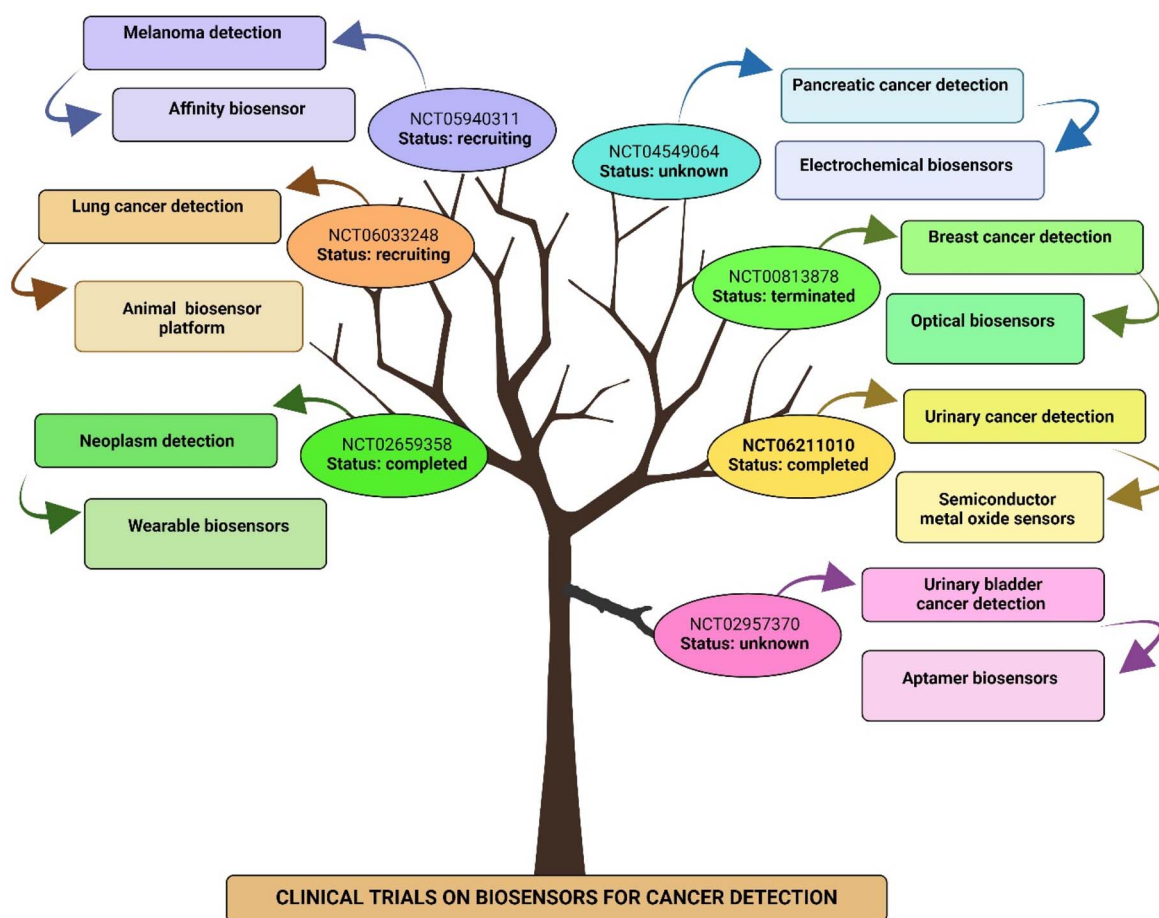 Melanoma detection
Affinity biosensor
NCT05940311
Status: recruiting
Lung cancer detection
Animal biosensor
platform
NCT06033248
Status: recruiting
Neoplasm detection
Wearable biosensors
NCT02659358
Status: completed
NCT04549064
Status: unknown
Pancreatic cancer detection
Electrochemical biosensors
NCT00813878
Status: terminated
Breast cancer detection
Optical biosensors
NCT06211010
Status: completed
Urinary cancer detection
Semiconductor
metal oxide sensors
NCT02957370
Status: unknown
Urinary bladder
cancer detection
Aptamer biosensors
CLINICAL TRIALS ON BIOSENSORS FOR CANCER DETECTION